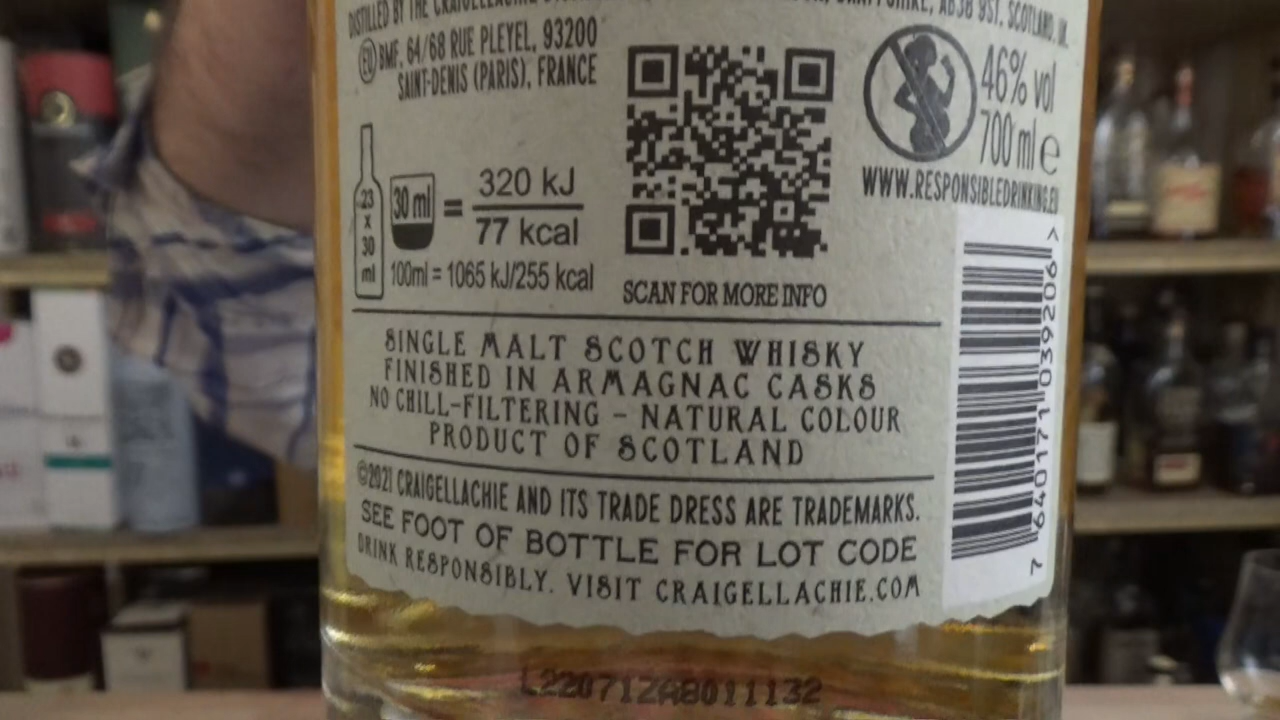 DISTILLED BY THE CRAIGELLACHIE
AB38 9ST, SCOTLAND, UK.
EU BMF, 64/68 RUE PLEYEL, 93200
SAINT-DENIS (PARIS), FRANCE
46% vol
700 ml e
WWW.RESPONSIBLEDRINKING.EU
23
x
30
ml
30 ml = 320 kJ
77 kcal
100ml = 1065 kJ/255 kcal
SCAN FOR MORE INFO
SINGLE MALT SCOTCH WHISKY
FINISHED IN ARMAGNAC CASKS
NO CHILL-FILTERING - NATURAL COLOUR
PRODUCT OF SCOTLAND
©2021 CRAIGELLACHIE AND ITS TRADE DRESS ARE TRADEMARKS.
SEE FOOT OF BOTTLE FOR LOT CODE
DRINK RESPONSIBLY. VISIT CRAIGELLACHIE.COM
7 640171 039206 >
L22071ZA8011132